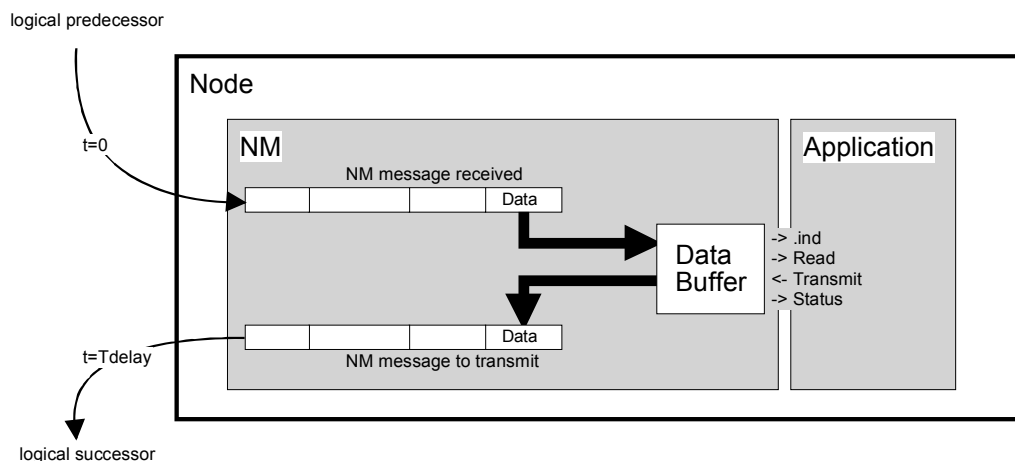 logical predecessor
Node
t=0
NM
Application
NM message received
Data
Data
Buffer
-> .ind
-> Read
<- Transmit
-> Status
Data
t=Tdelay
NM message to transmit
logical successor